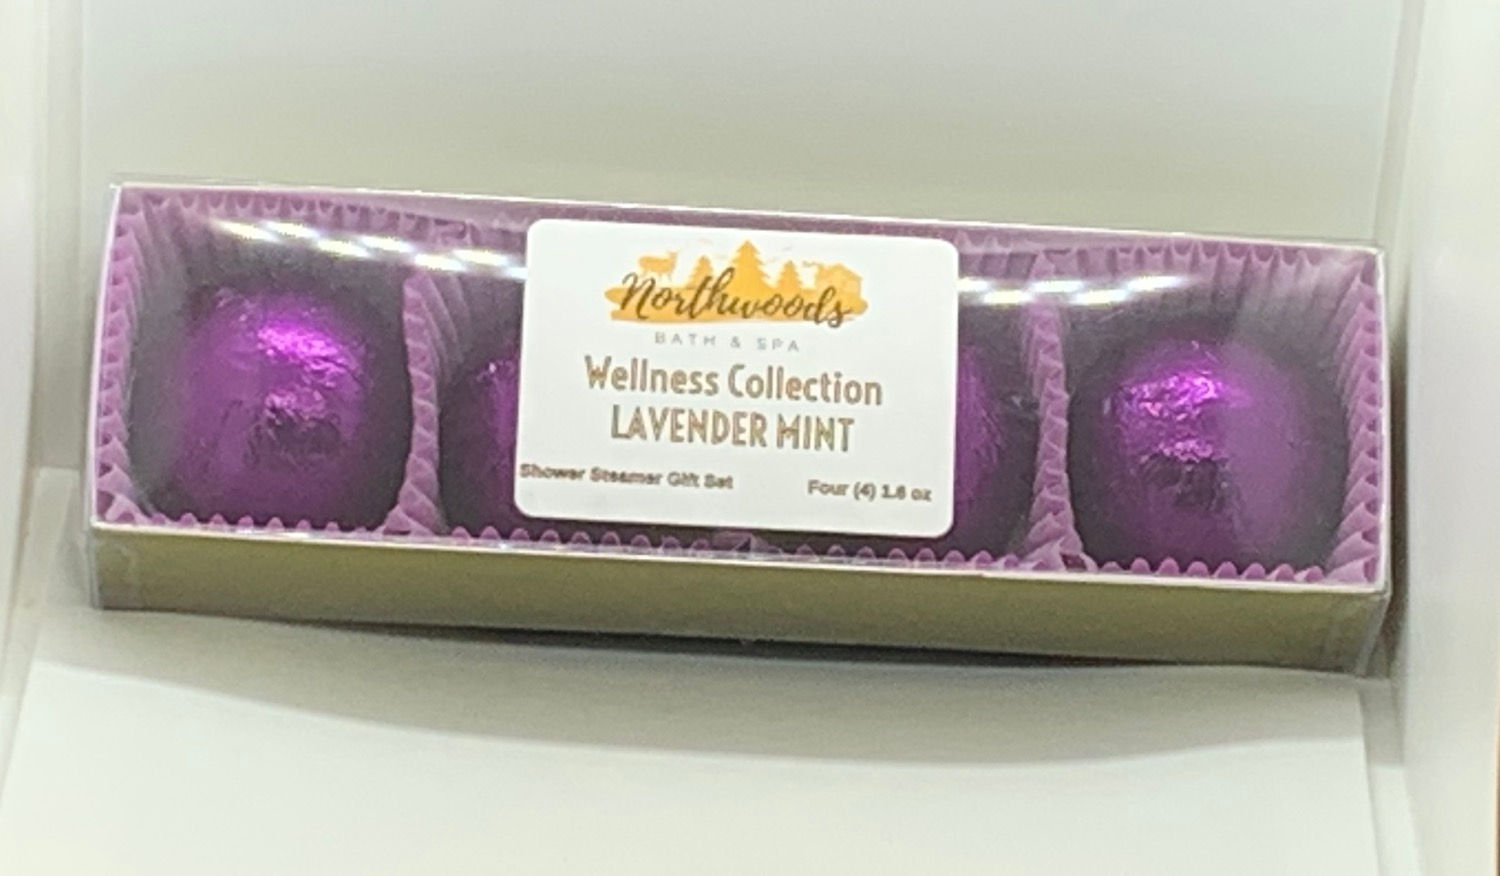 Northwoods
BATH & SPA
Wellness Collection
LAVENDER MINT
Shower Steamer Gift Set Four (4) 1.6 oz